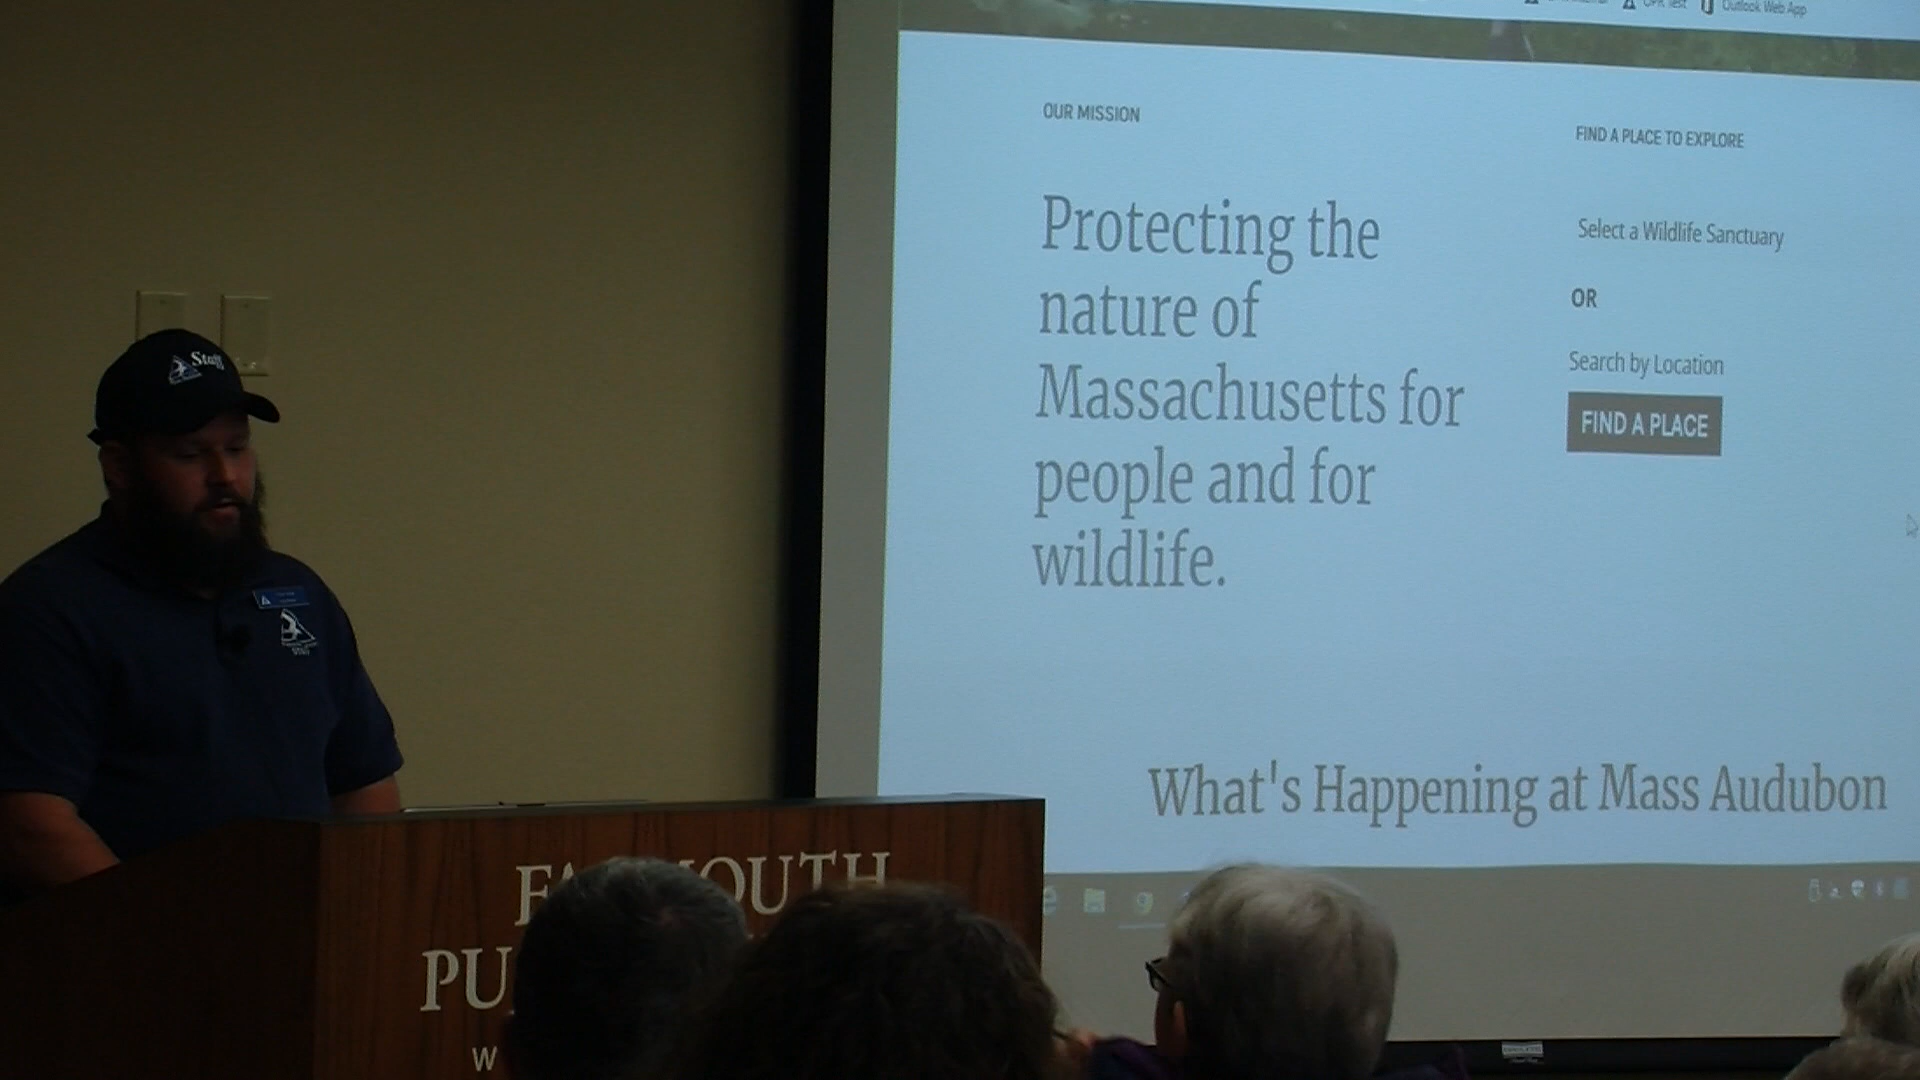 Outlook Web App
OUR MISSION
Protecting the
nature of
Massachusetts for
people and for
wildlife.
FIND A PLACE TO EXPLORE
Select a Wildlife Sanctuary
OR
Search by Location
FIND A PLACE
What's Happening at Mass Audubon
Staff